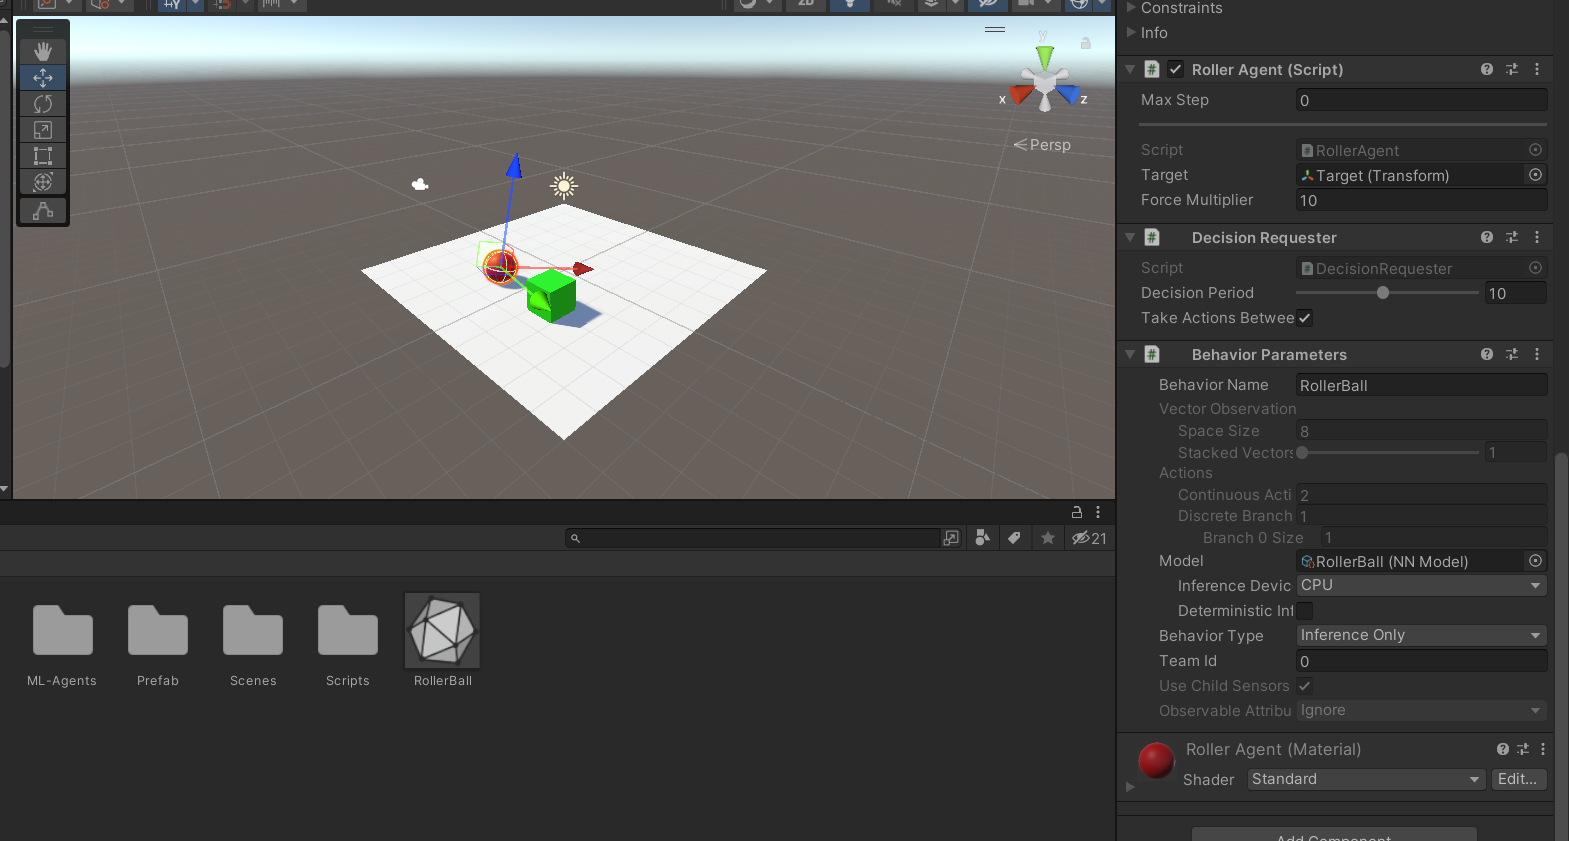 2D
Constraints
Info
Roller Agent (Script)
Max Step 0
Script RollerAgent
Target Target (Transform)
Force Multiplier 10
Decision Requester
Script DecisionRequester
Decision Period 10
Take Actions Betwee
Behavior Parameters
Behavior Name RollerBall
Vector Observation
Space Size 8
Stacked Vectors 1
Actions
Continuous Acti 2
Discrete Branch 1
Branch 0 Size 1
Model RollerBall (NN Model)
Inference Devic CPU
Deterministic Inf
Behavior Type Inference Only
Team Id 0
Use Child Sensors
Observable Attribu Ignore
Roller Agent (Material)
Shader Standard Edit...
Add Component
y
x
z
Persp
21
ML-Agents
Prefab
Scenes
Scripts
RollerBall